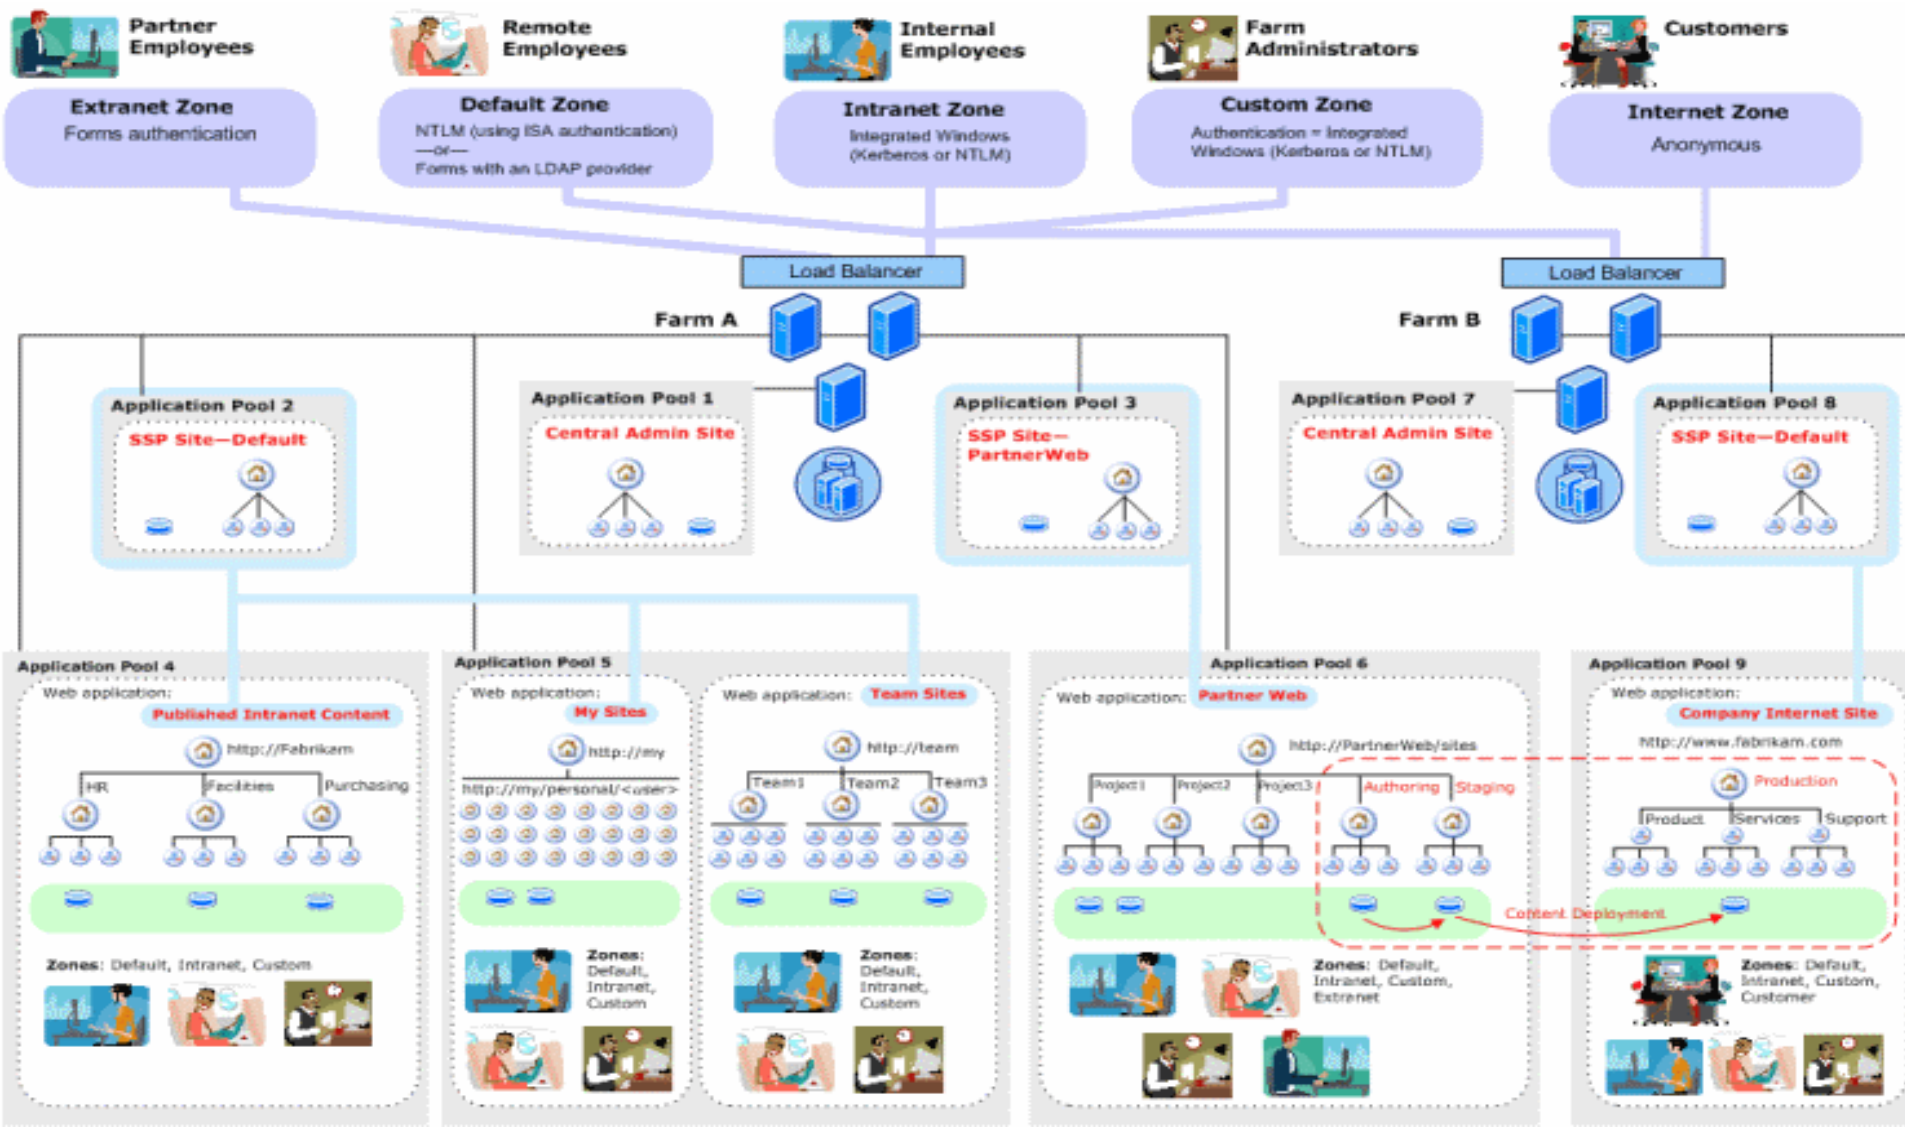 Partner
Employees
Remote
Employees
Internal
Employees
Farm
Administrators
Customers
Extranet Zone
Forms authentication
Default Zone
NTLM (using ISA authentication)
—or—
Forms with an LDAP provider
Intranet Zone
Integrated Windows
(Kerberos or NTLM)
Custom Zone
Authentication = Integrated
Windows (Kerberos or NTLM)
Internet Zone
Anonymous
Load Balancer
Load Balancer
Farm A
Farm B
Application Pool 2
SSP Site—Default
Application Pool 1
Central Admin Site
Application Pool 3
SSP Site—
PartnerWeb
Application Pool 7
Central Admin Site
Application Pool 8
SSP Site—Default
Application Pool 4
Web application:
Published Intranet Content
http://Fabrikam
HR
Facilities
Purchasing
Zones: Default, Intranet, Custom
Application Pool 5
Web application:
My Sites
http://my
http://my/personal/<user>
Zones:
Default,
Intranet,
Custom
Web application: Team Sites
http://team
Team1
Team2
Team3
Zones:
Default,
Intranet,
Custom
Application Pool 6
Web application: Partner Web
http://PartnerWeb/sites
Project1
Project2
Project3
Authoring
Staging
Content Deployment
Zones: Default,
Intranet, Custom,
Extranet
Application Pool 9
Web application:
Company Internet Site
http://www.fabrikam.com
Production
Product
Services
Support
Zones: Default,
Intranet, Custom,
Customer